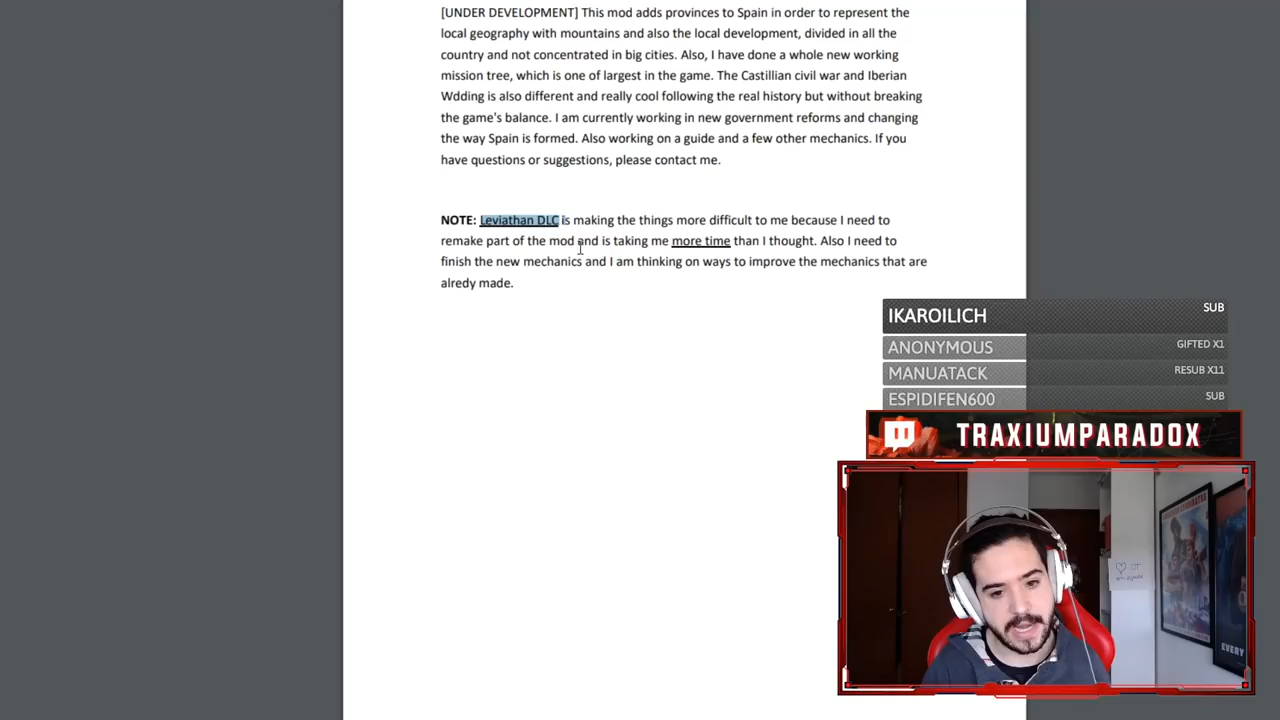 [UNDER DEVELOPMENT] This mod adds provinces to Spain in order to represent the
local geography with mountains and also the local development, divided in all the
country and not concentrated in big cities. Also, I have done a whole new working
mission tree, which is one of largest in the game. The Castillian civil war and Iberian
Wdding is also different and really cool following the real history but without breaking
the game's balance. I am currently working in new government reforms and changing
the way Spain is formed. Also working on a guide and a few other mechanics. If you
have questions or suggestions, please contact me.
NOTE: Leviathan DLC is making the things more difficult to me because I need to
remake part of the mod and is taking me more time than I thought. Also I need to
finish the new mechanics and I am thinking on ways to improve the mechanics that are
alredy made.
IKAROILICH SUB
ANONYMOUS GIFTED X1
MANUATACK RESUB X11
ESPIDIFEN600 SUB
TRAXIUMPARADOX
EVERY